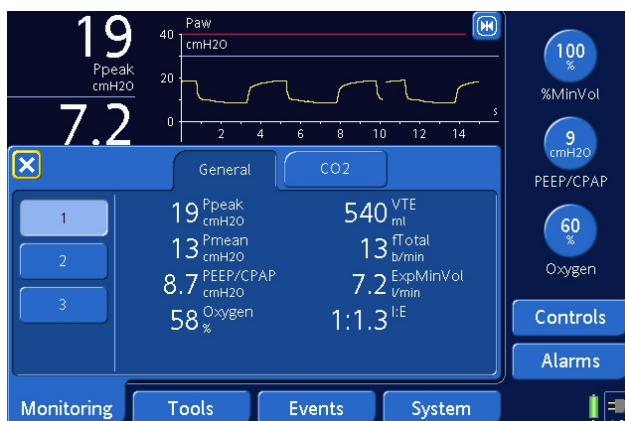 19
Ppeak
cmH2O
7.2
Paw
40
cmH2O
20
0
2 4 6 8 10 12 14
s
100
%
%MinVol
9
cmH2O
PEEP/CPAP
60
%
Oxygen
Controls
Alarms
General CO2
1
2
3
19 Ppeak cmH2O
13 Pmean cmH2O
8.7 PEEP/CPAP cmH2O
58 Oxygen %
540 VTE ml
13 fTotal b/min
7.2 ExpMinVol l/min
1:1.3 I:E
Monitoring Tools Events System